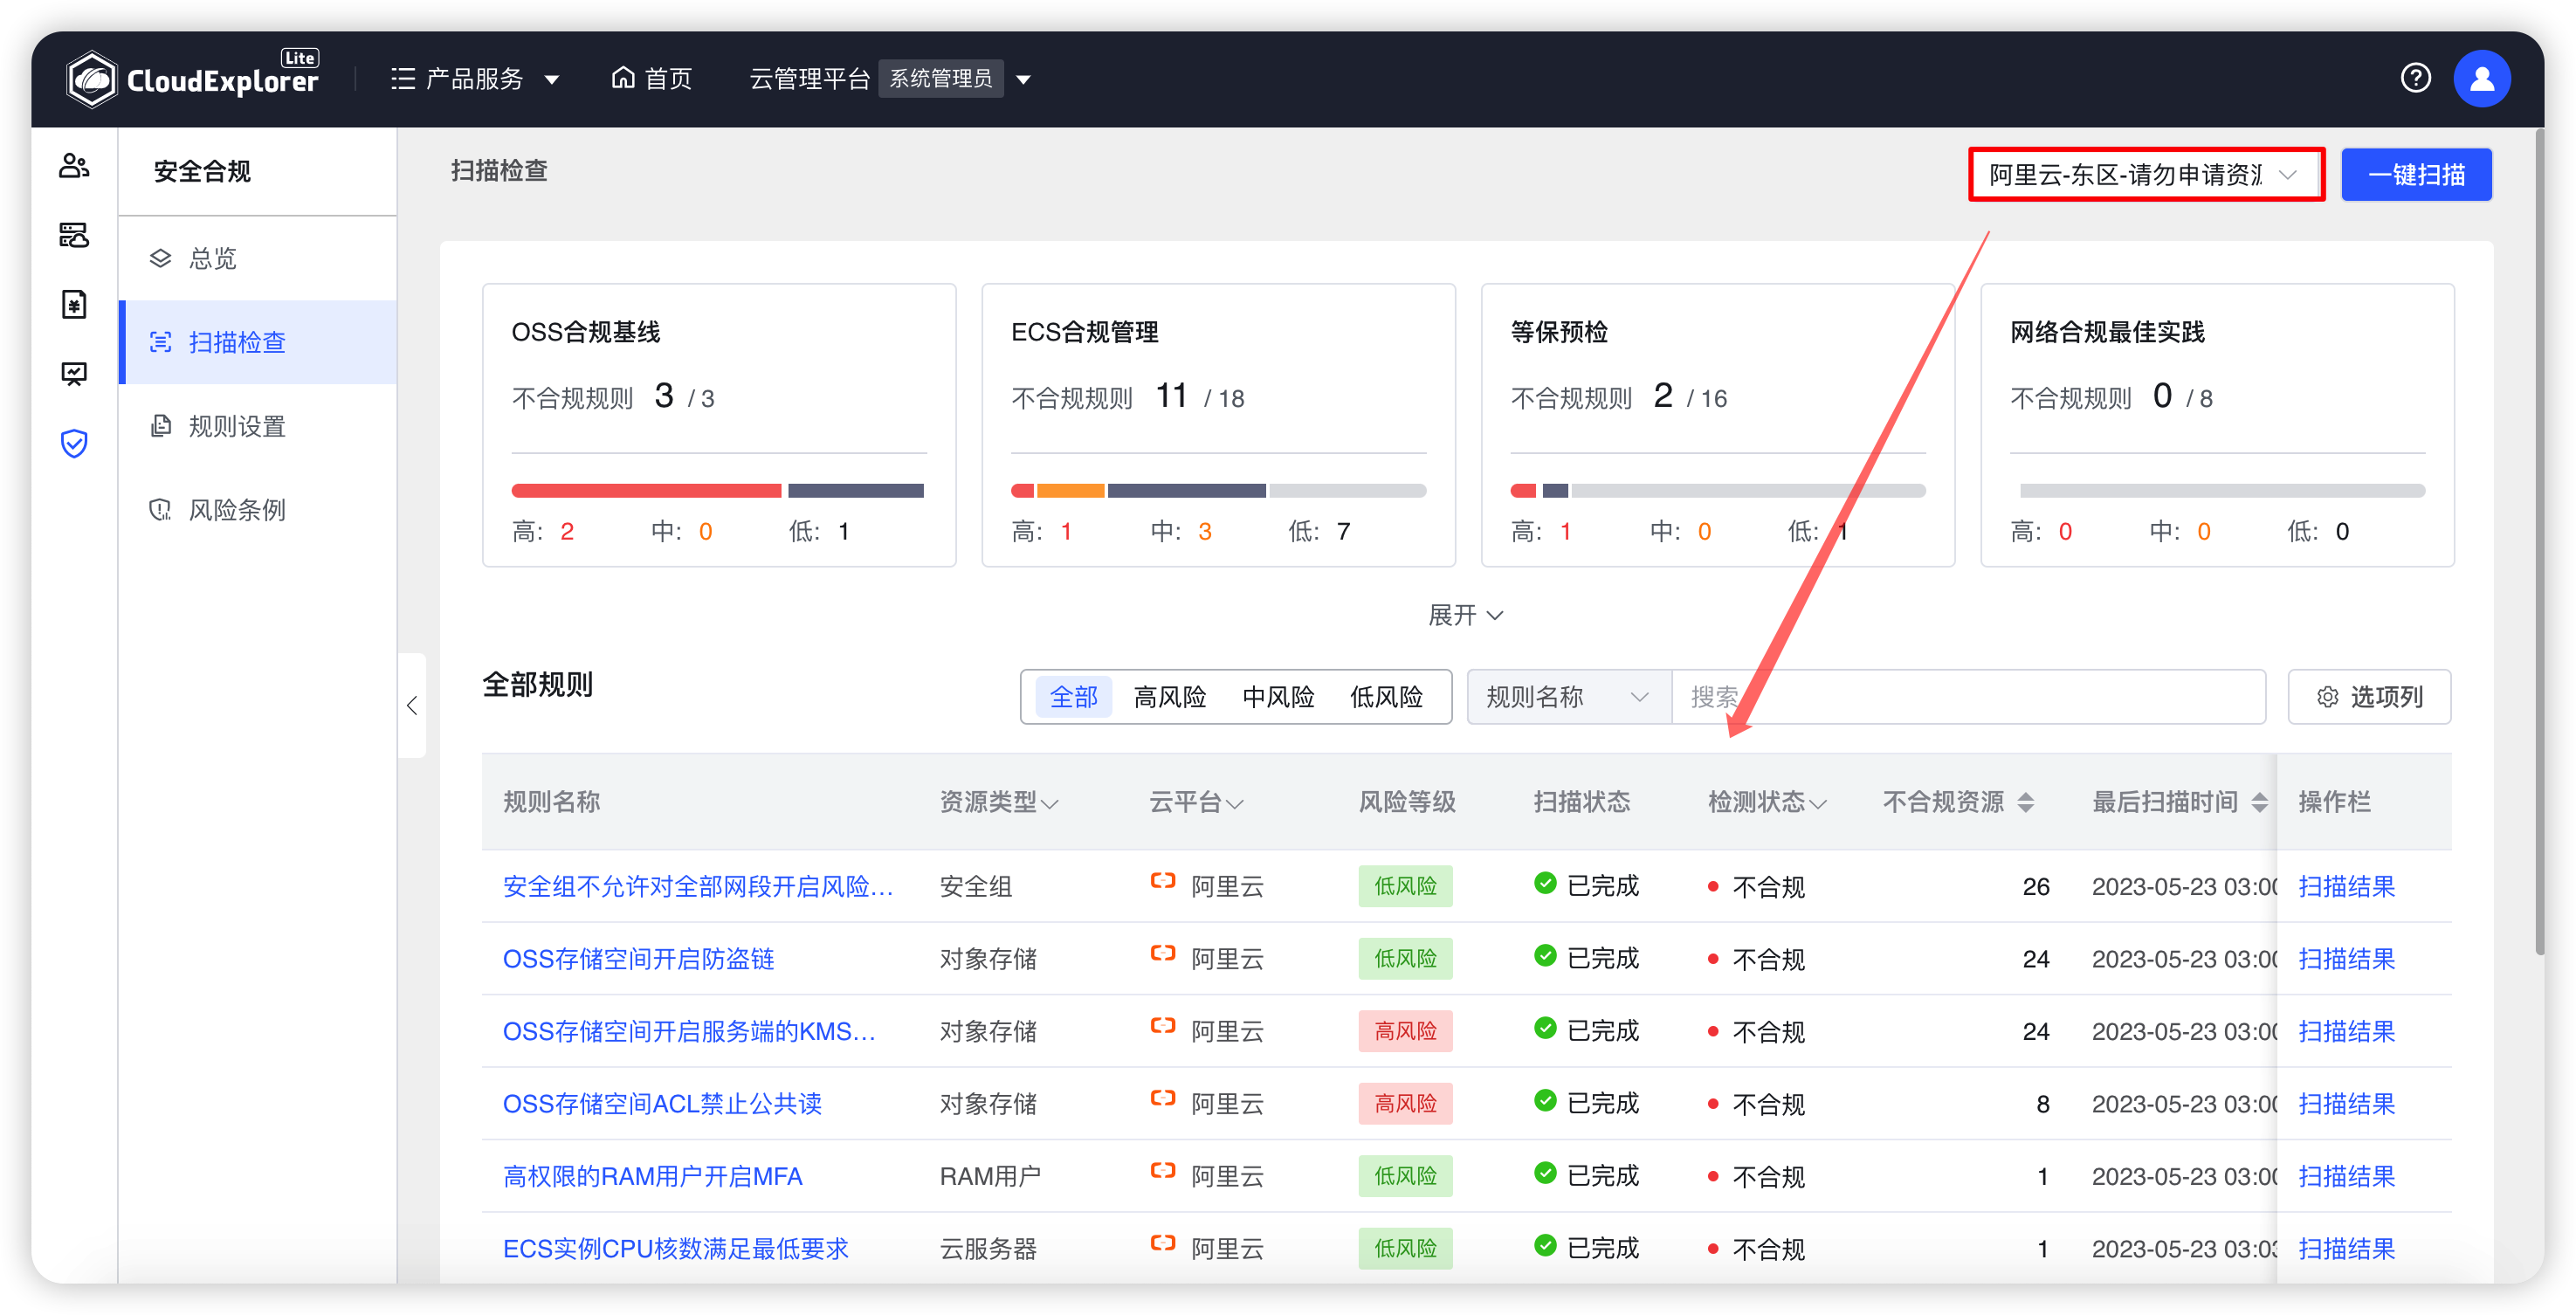 CloudExplorer Lite
产品服务
首页
云管理平台 系统管理员
安全合规
总览
扫描检查
规则设置
风险条例
扫描检查
阿里云-东区-请勿申请资
一键扫描
OSS合规基线
不合规规则 3 / 3
高: 2 中: 0 低: 1
ECS合规管理
不合规规则 11 / 18
高: 1 中: 3 低: 7
等保预检
不合规规则 2 / 16
高: 1 中: 0 低: 1
网络合规最佳实践
不合规规则 0 / 8
高: 0 中: 0 低: 0
展开
全部规则
全部 高风险 中风险 低风险
规则名称 搜索
选项列
规则名称 资源类型 云平台 风险等级 扫描状态 检测状态 不合规资源 最后扫描时间 操作栏
安全组不允许对全部网段开启风险... 安全组 阿里云 低风险 已完成 不合规 26 2023-05-23 03:00 扫描结果
OSS存储空间开启防盗链 对象存储 阿里云 低风险 已完成 不合规 24 2023-05-23 03:00 扫描结果
OSS存储空间开启服务端的KMS... 对象存储 阿里云 高风险 已完成 不合规 24 2023-05-23 03:00 扫描结果
OSS存储空间ACL禁止公共读 对象存储 阿里云 高风险 已完成 不合规 8 2023-05-23 03:00 扫描结果
高权限的RAM用户开启MFA RAM用户 阿里云 低风险 已完成 不合规 1 2023-05-23 03:00 扫描结果
ECS实例CPU核数满足最低要求 云服务器 阿里云 低风险 已完成 不合规 1 2023-05-23 03:03 扫描结果